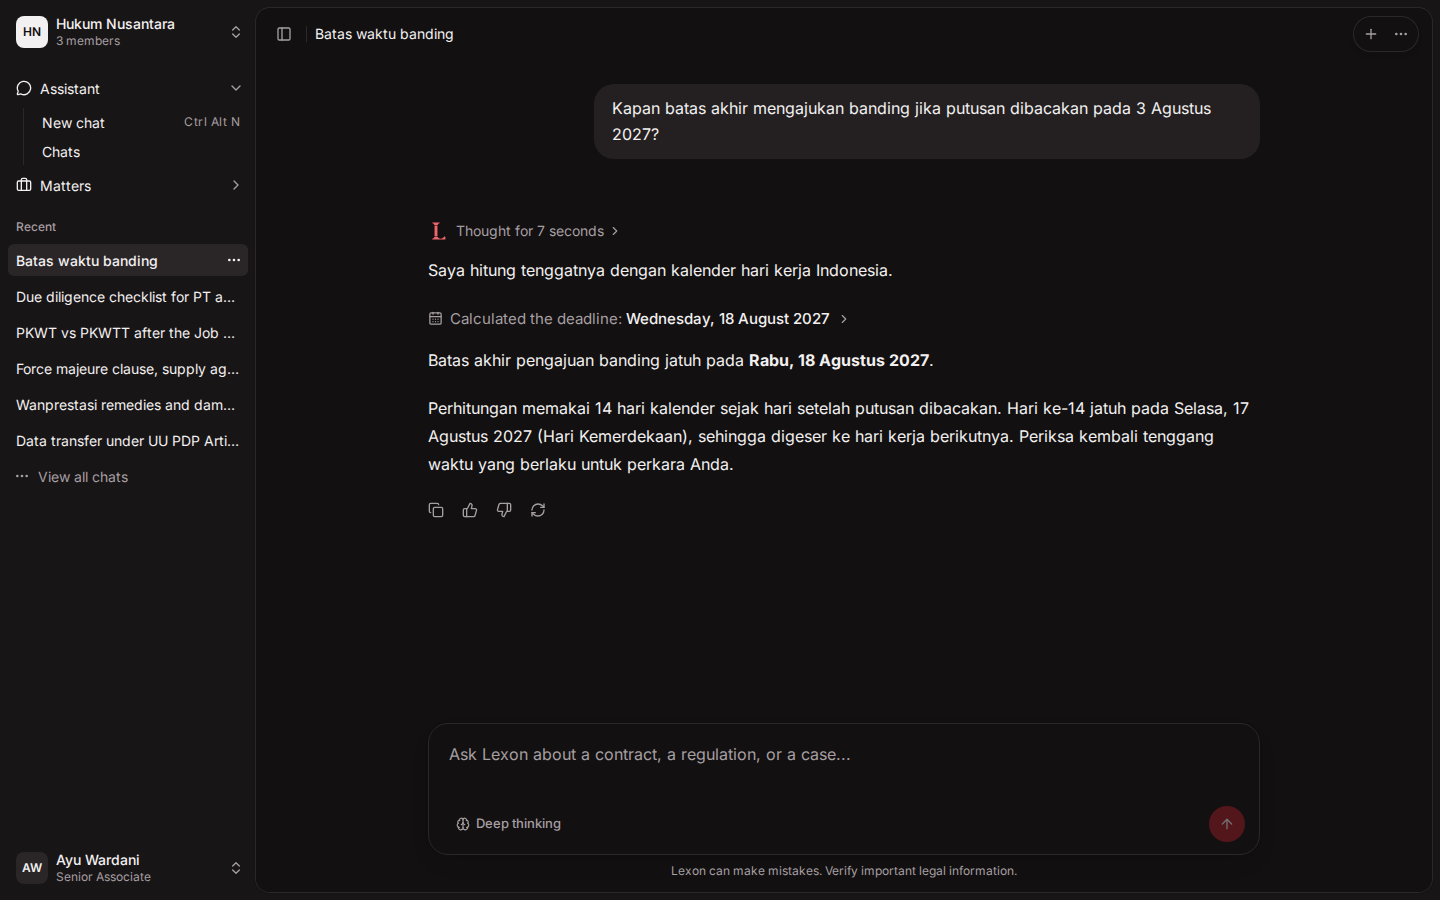 HN
Hukum Nusantara
3 members
Assistant
New chat
Ctrl Alt N
Chats
Matters
Recent
Batas waktu banding
Due diligence checklist for PT a...
PKWT vs PKWTT after the Job ...
Force majeure clause, supply ag...
Wanprestasi remedies and dam...
Data transfer under UU PDP Arti...
View all chats
AW
Ayu Wardani
Senior Associate
Batas waktu banding
Kapan batas akhir mengajukan banding jika putusan dibacakan pada 3 Agustus
2027?
L
Thought for 7 seconds
Saya hitung tenggatnya dengan kalender hari kerja Indonesia.
Calculated the deadline: Wednesday, 18 August 2027
Batas akhir pengajuan banding jatuh pada Rabu, 18 Agustus 2027.
Perhitungan memakai 14 hari kalender sejak hari setelah putusan dibacakan. Hari ke-14 jatuh pada Selasa, 17
Agustus 2027 (Hari Kemerdekaan), sehingga digeser ke hari kerja berikutnya. Periksa kembali tenggang
waktu yang berlaku untuk perkara Anda.
Ask Lexon about a contract, a regulation, or a case...
Deep thinking
Lexon can make mistakes. Verify important legal information.